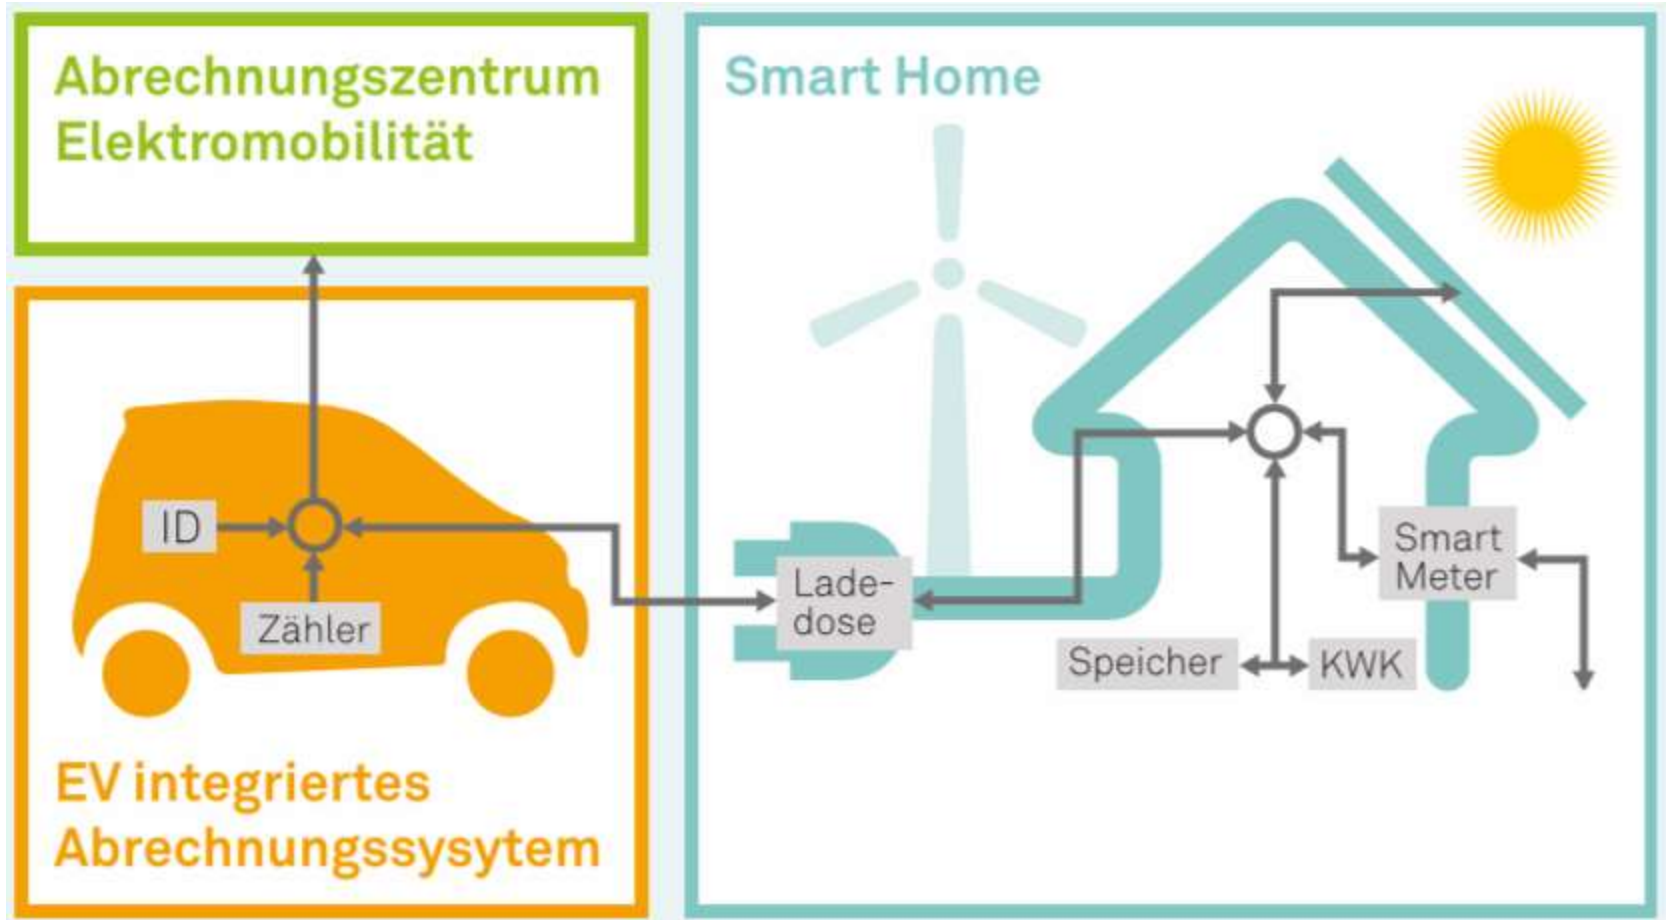 Abrechnungszentrum
Elektromobilität
Smart Home
ID
Zähler
EV integriertes
Abrechnungssysytem
Lade-
dose
Smart
Meter
Speicher
KWK